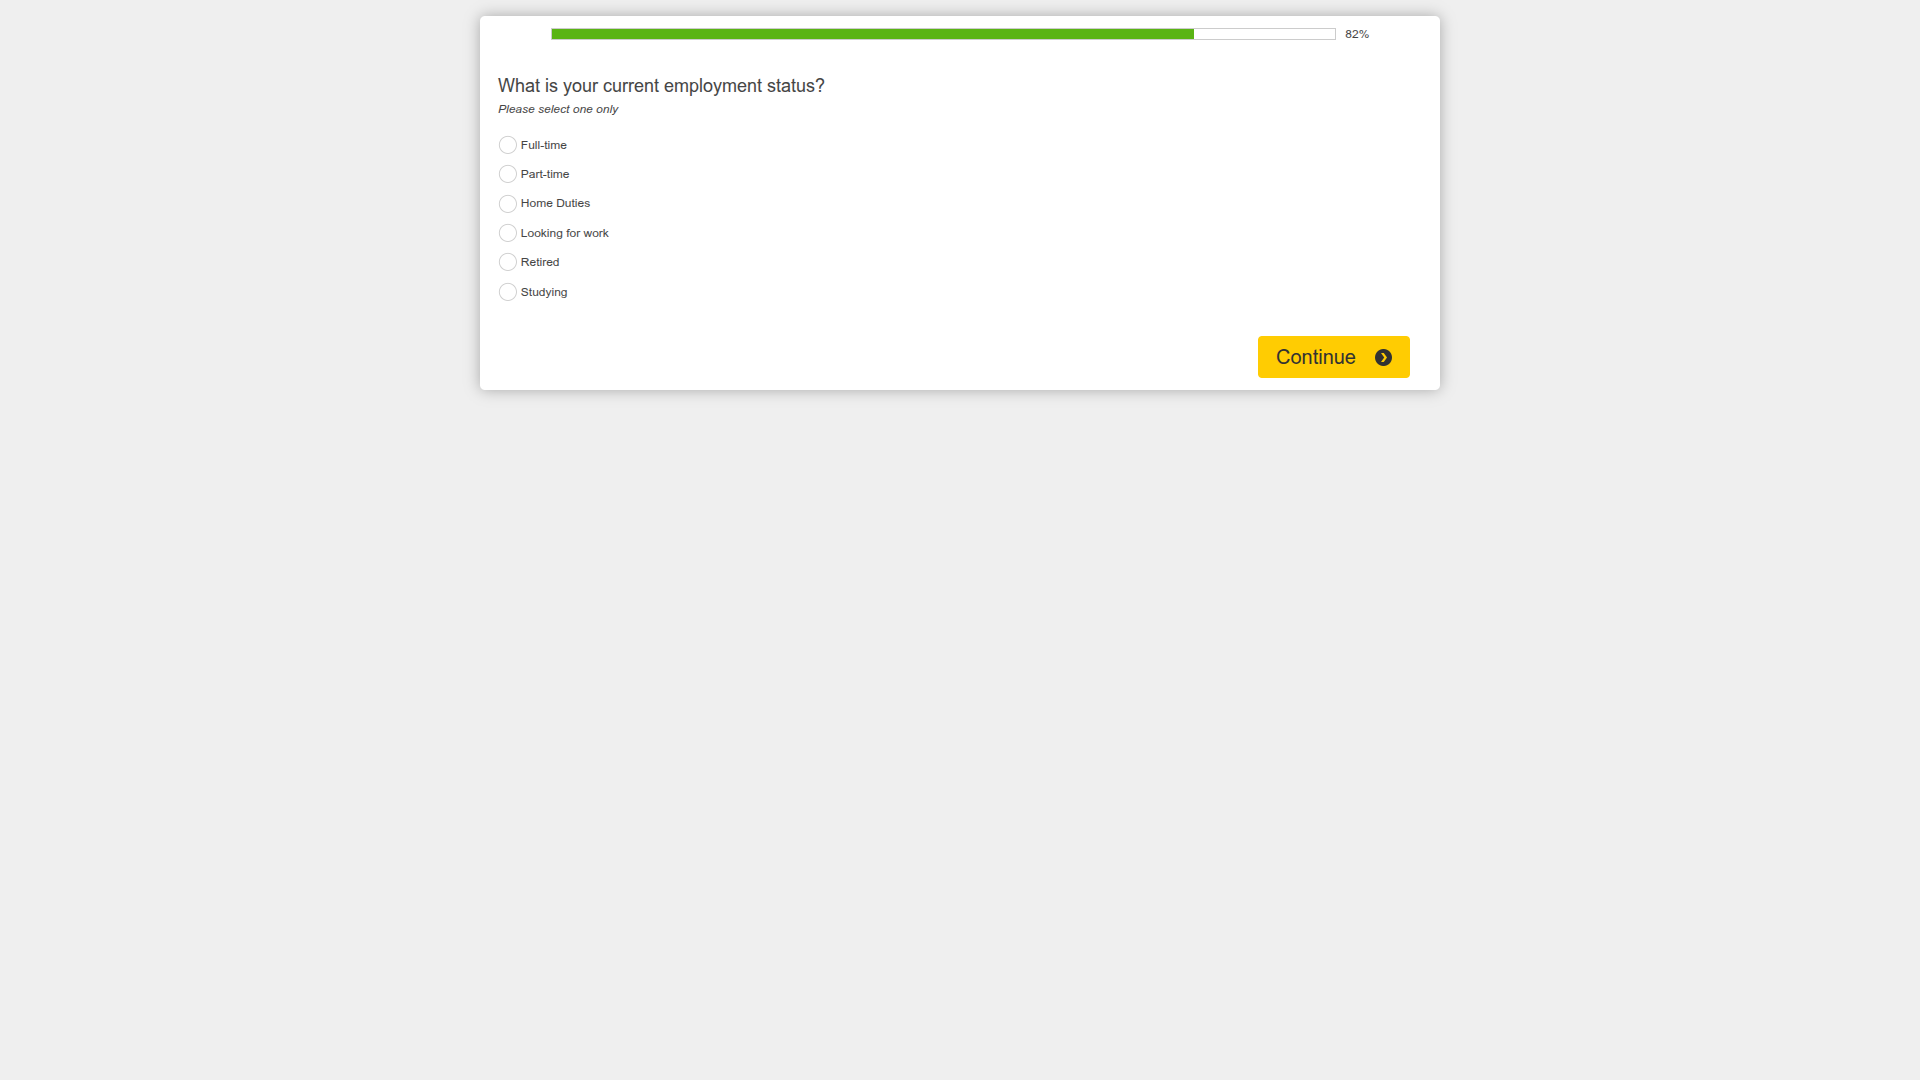 82%
What is your current employment status?
Please select one only
Full-time
Part-time
Home Duties
Looking for work
Retired
Studying
Continue